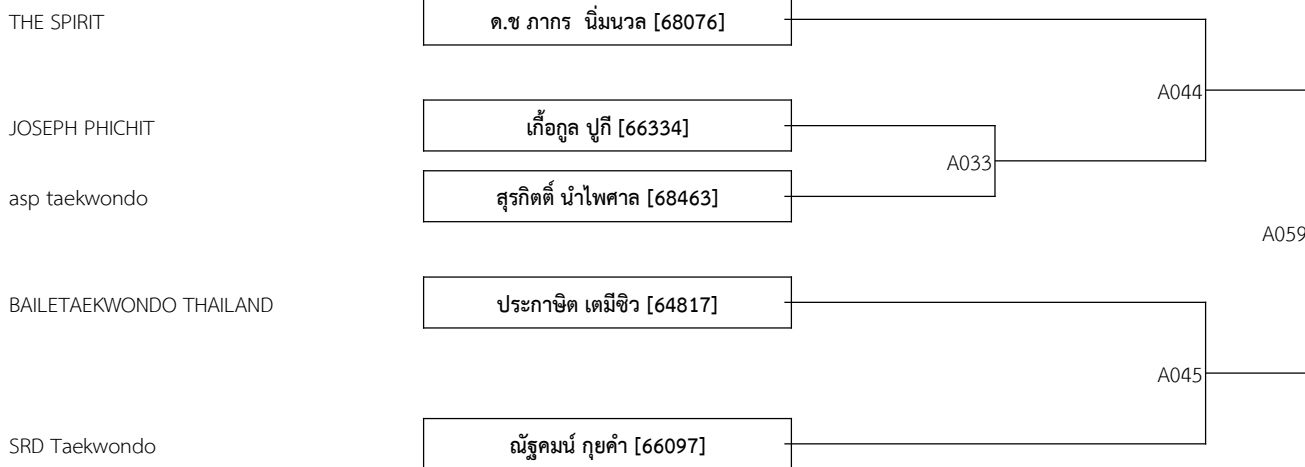 THE SPIRIT ด.ช ภากร  นิ่มนวล [68076]
A044
JOSEPH PHICHIT เกื้อกูล ปูกี [66334]
A033
asp taekwondo สุรกิตติ์ นำไพศาล [68463]
A059
BAILETAEKWONDO THAILAND ประกาษิต เตมีซิว [64817]
A045
SRD Taekwondo ณัฐคมน์ กุยคำ [66097]